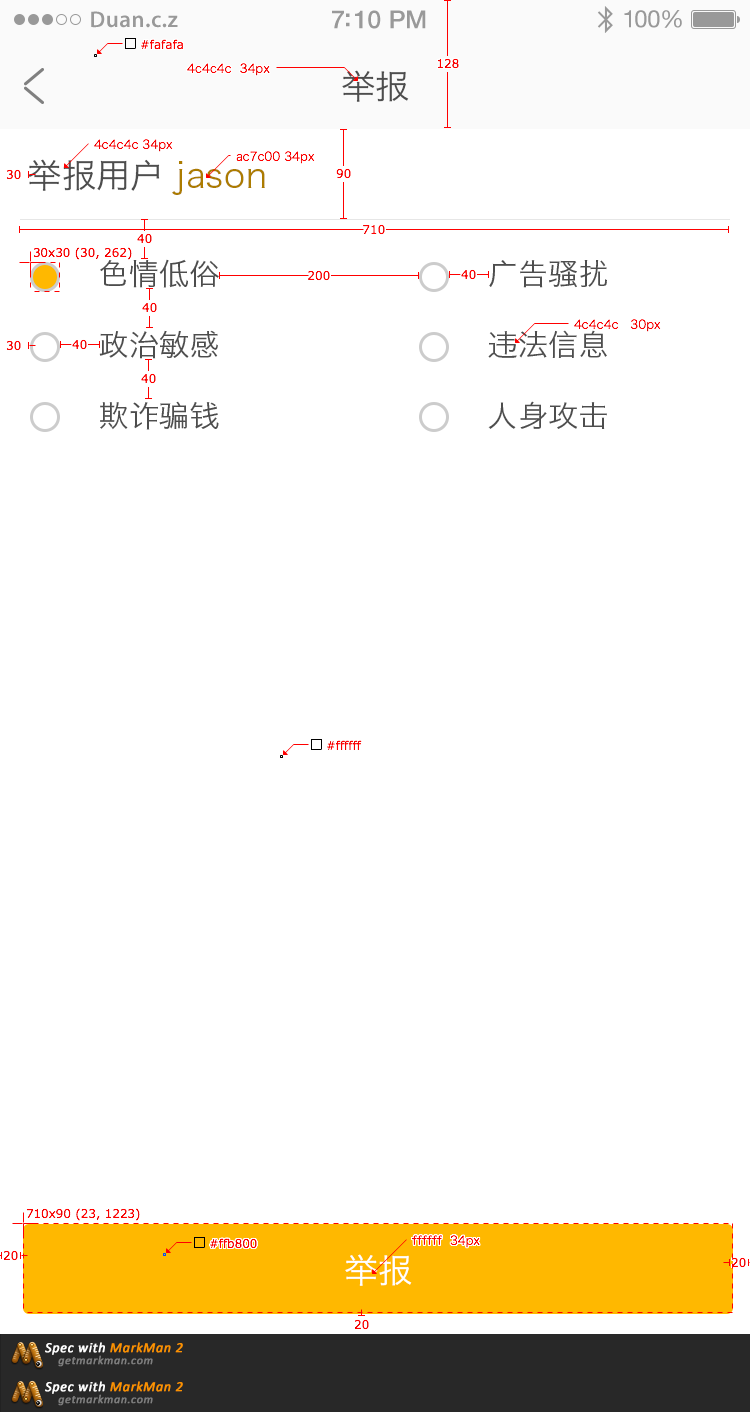 Duan.c.z 7:10 PM 100%
#fafafa
4c4c4c 34px 举报 128
4c4c4c 34px
ac7c00 34px
30 举报用户 jason 90
710
40
30x30 (30, 262)
色情低俗 200 40 广告骚扰
40
4c4c4c 30px
30 40 政治敏感 违法信息
40
欺诈骗钱 人身攻击
#ffffff
710x90 (23, 1223)
#ffb800 ffffff 34px
20 举报 20
20
Spec with MarkMan 2
getmarkman.com
Spec with MarkMan 2
getmarkman.com